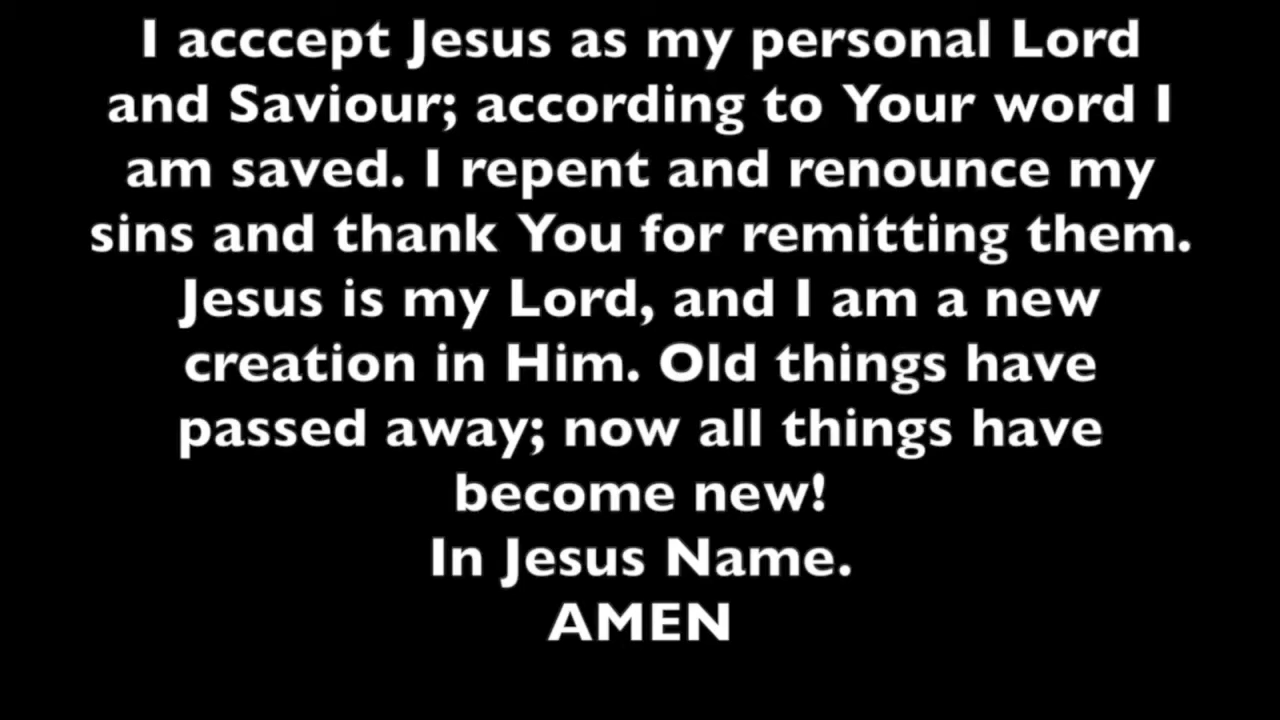 I acccept Jesus as my personal Lord
and Saviour; according to Your word I
am saved. I repent and renounce my
sins and thank You for remitting them.
Jesus is my Lord, and I am a new
creation in Him. Old things have
passed away; now all things have
become new!
In Jesus Name.
AMEN